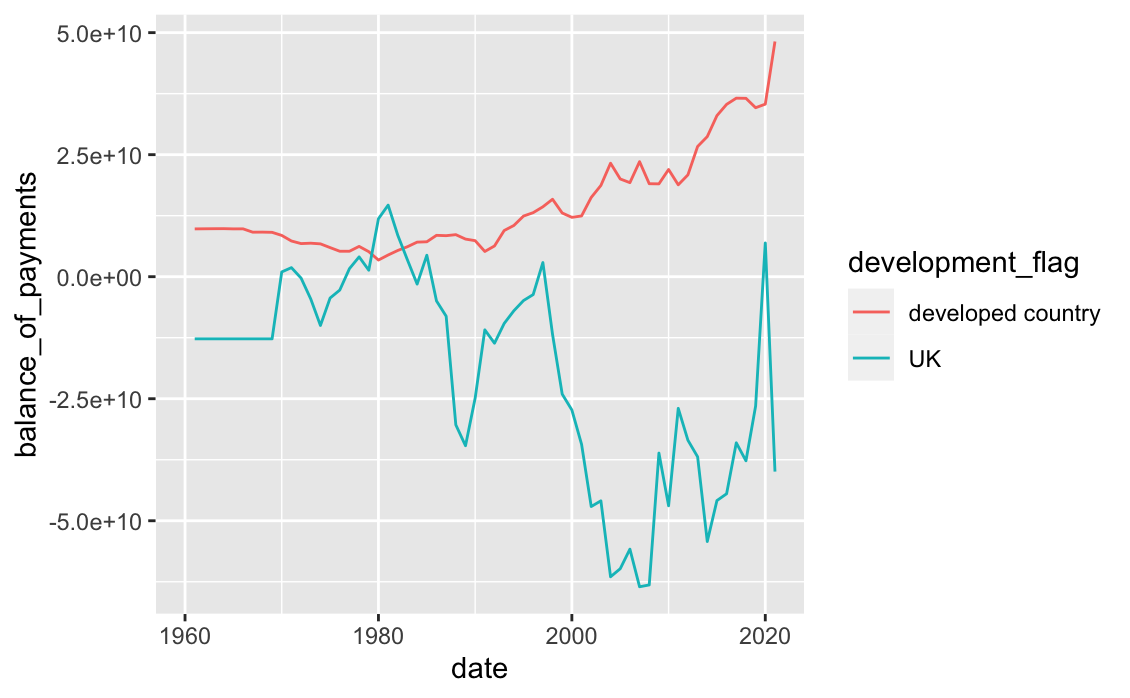 5.0e+10
2.5e+10
0.0e+00
-2.5e+10
-5.0e+10
balance_of_payments
1960 1980 2000 2020
date
development_flag
developed country
UK